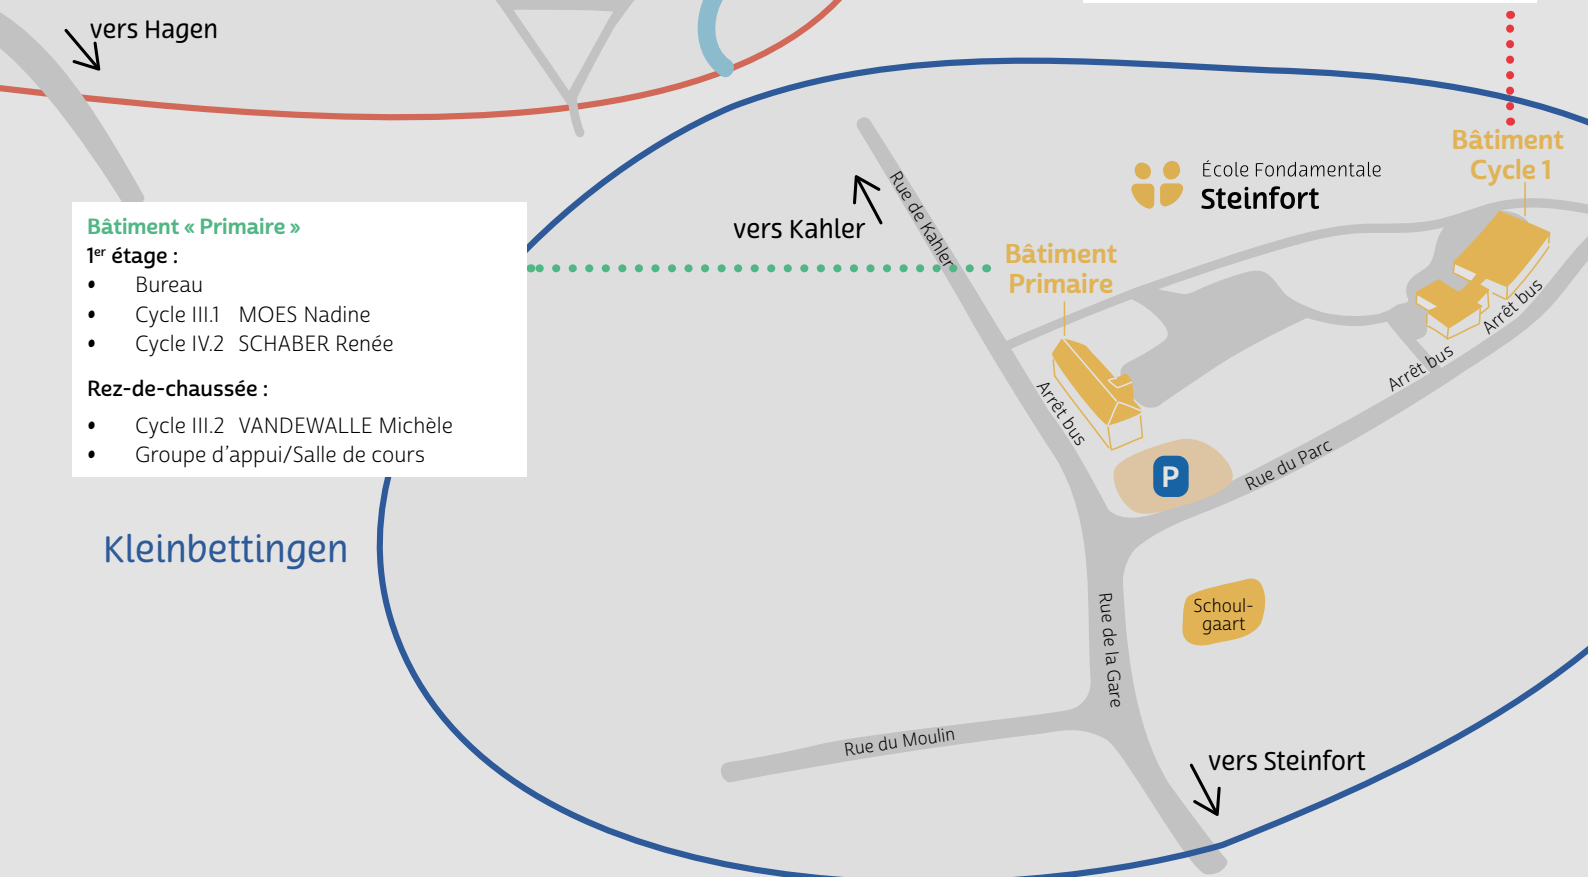 vers Hagen
Bâtiment
Cycle 1
École Fondamentale
Steinfort
Rue de Kahler
vers Kahler
Bâtiment « Primaire »
1er étage :
• Bureau
• Cycle III.1 MOES Nadine
• Cycle IV.2 SCHABER Renée
Rez-de-chaussée :
• Cycle III.2 VANDEWALLE Michèle
• Groupe d’appui/Salle de cours
Bâtiment
Primaire
Arrêt bus
Arrêt bus
Arrêt bus
P
Rue du Parc
Kleinbettingen
Schoul-
gaart
Rue de la Gare
Rue du Moulin
vers Steinfort